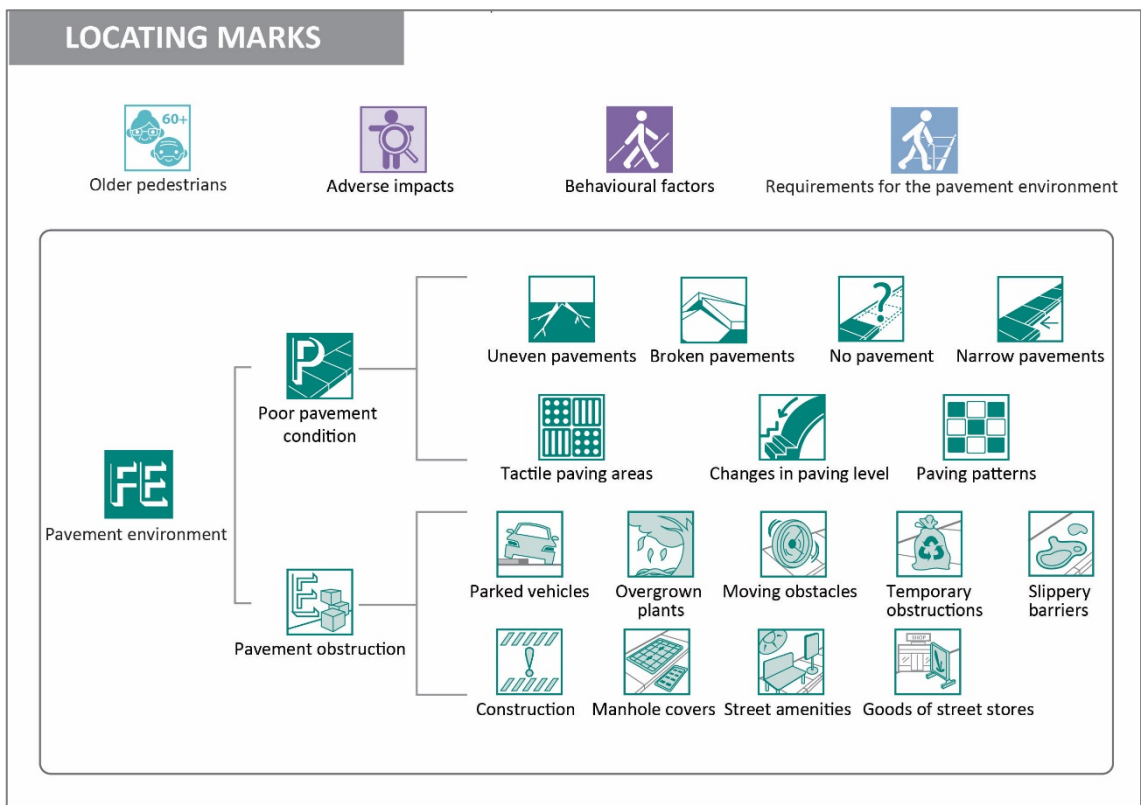 LOCATING MARKS
60+
Older pedestrians
Adverse impacts
Behavioural factors
Requirements for the pavement environment
?
Uneven pavements
Broken pavements
No pavement
Narrow pavements
P
Poor pavement
condition
Tactile paving areas
Changes in paving level
Paving patterns
FE
Pavement environment
Parked vehicles
Overgrown
plants
Moving obstacles
Temporary
obstructions
Slippery
barriers
E
Pavement obstruction
!
SHOP
Construction
Manhole covers
Street amenities
Goods of street stores